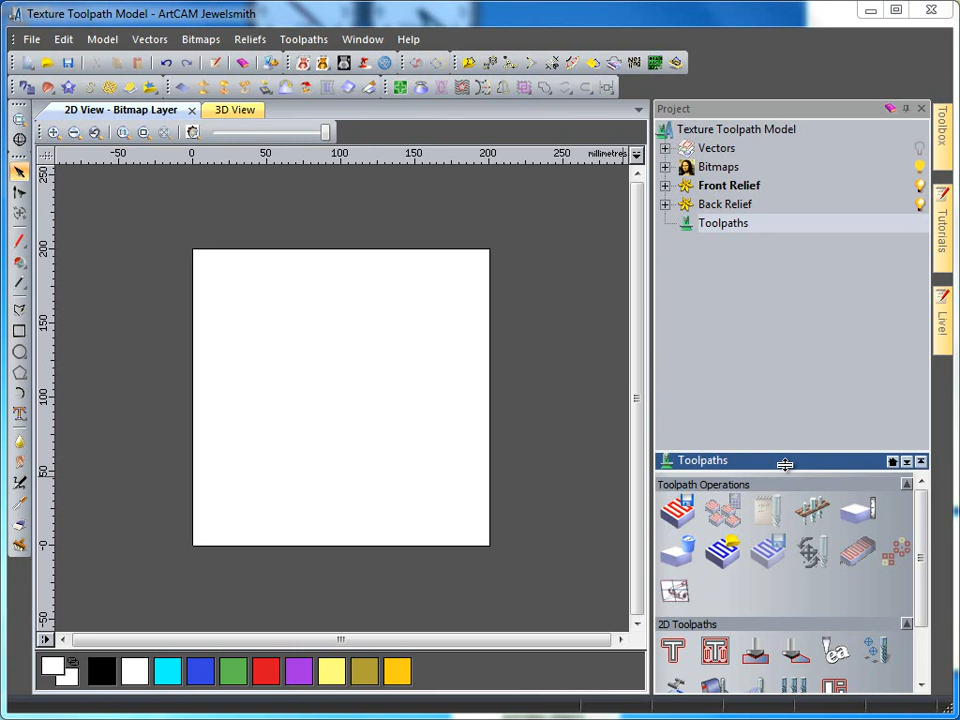 Texture Toolpath Model - ArtCAM Jewelsmith
File Edit Model Vectors Bitmaps Reliefs Toolpaths Window Help
2D View - Bitmap Layer 3D View
-50 0 50 100 150 200 250 millimetres
250
200
150
100
50
-0
-50
Project
Texture Toolpath Model
Vectors
Bitmaps
Front Relief
Back Relief
Toolpaths
Toolbox
Tutorials
Live!
Toolpaths
Toolpath Operations
2D Toolpaths